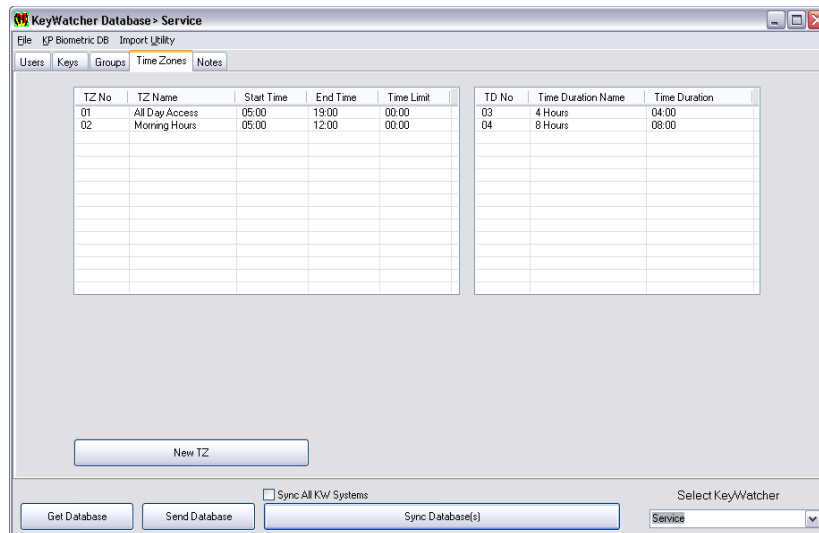 KeyWatcher Database> Service
File KP Biometric DB Import Utility
Users Keys Groups Time Zones Notes
TZ No TZ Name Start Time End Time Time Limit TD No Time Duration Name Time Duration
01 All Day Access 05:00 19:00 00:00 03 4 Hours 04:00
02 Morning Hours 05:00 12:00 00:00 04 8 Hours 08:00
New TZ
Sync All KW Systems Select KeyWatcher
Get Database Send Database Sync Database(s) Service